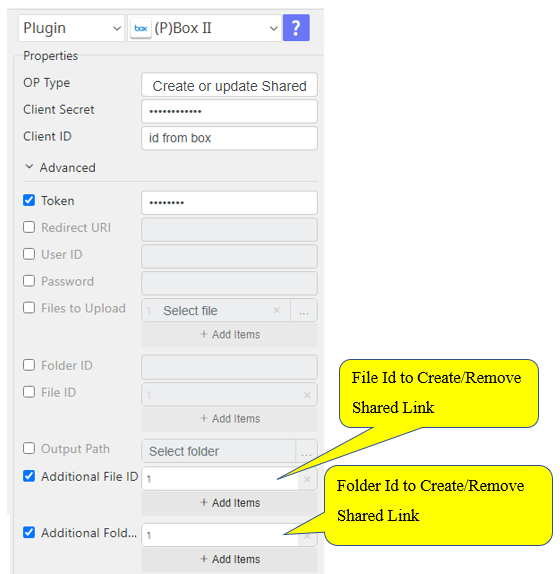 Plugin box (P)Box II ?
Properties
OP Type Create or update Shared
Client Secret ••••••••••••
Client ID id from box
Advanced
Token ••••••••
Redirect URI
User ID
Password
Files to Upload 1 Select file × ...
+ Add Items
Folder ID
File ID 1 ×
+ Add Items
Output Path Select folder ...
Additional File ID 1 ×
+ Add Items
Additional Fold... 1 ×
+ Add Items
File Id to Create/Remove
Shared Link
Folder Id to Create/Remove
Shared Link